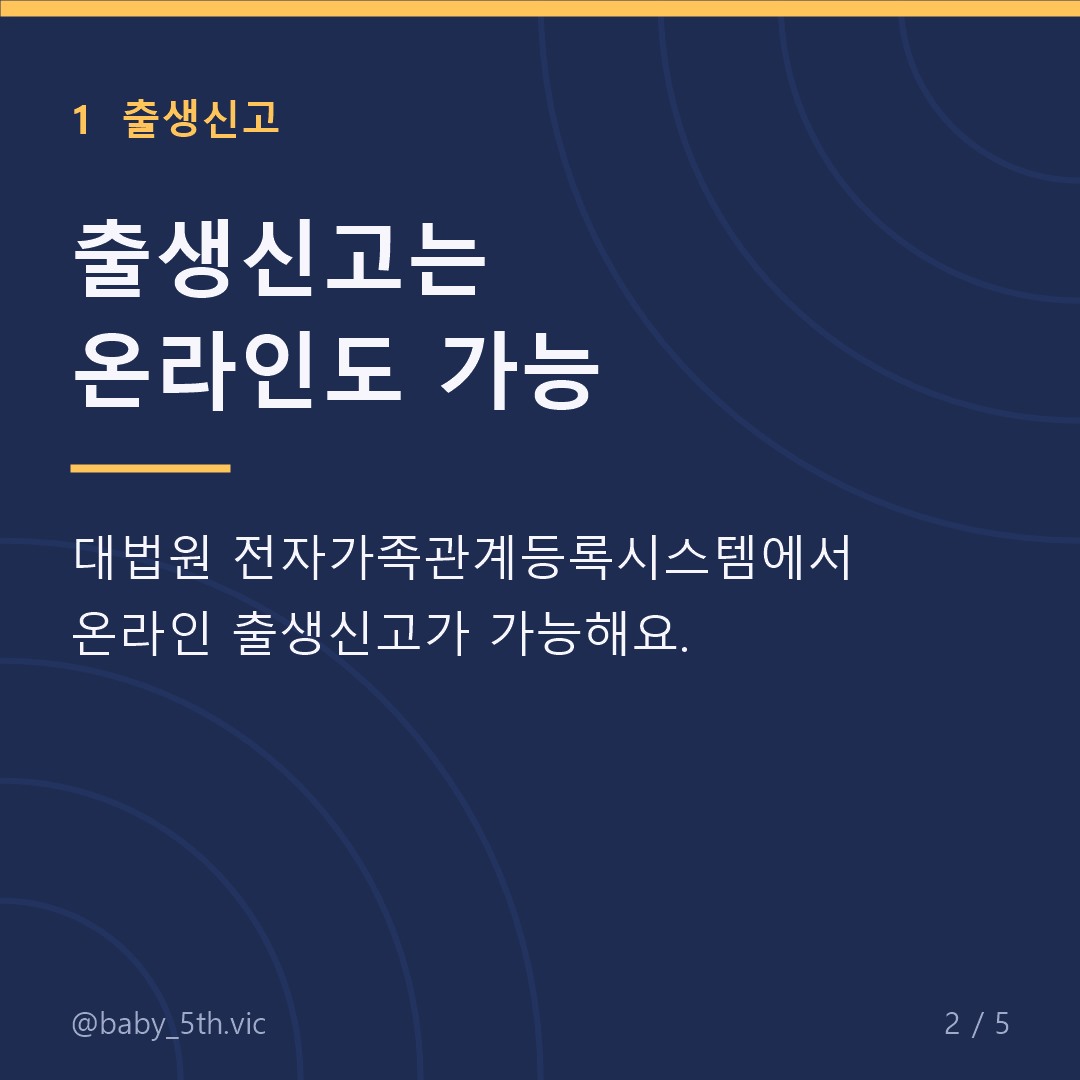 1 출생신고
출생신고는
온라인도 가능
대법원 전자가족관계등록시스템에서
온라인 출생신고가 가능해요.
@baby_5th.vic
2 / 5